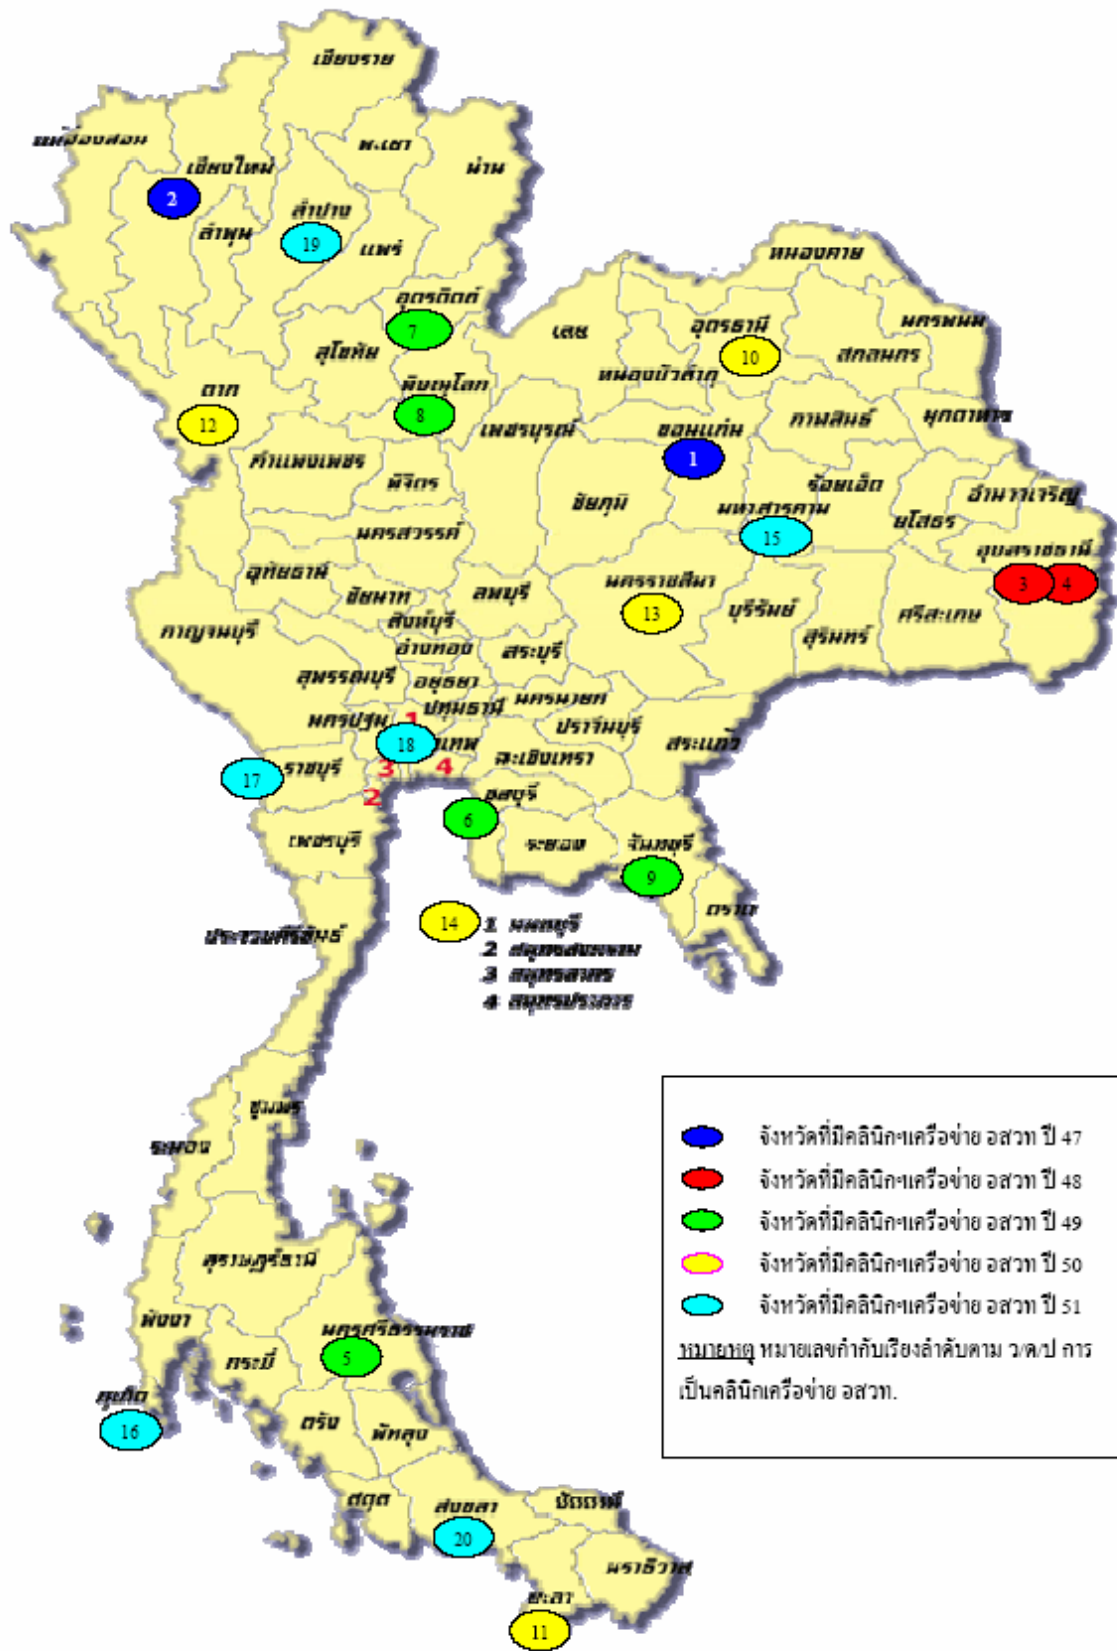 เชียงราย
แม่ฮ่องสอน
พะเยา
เชียงใหม่
น่าน
2
ลำปาง
ลำพูน
19
แพร่
หนองคาย
อุตรดิตถ์
นครพนม
เลย
อุดรธานี
7
สุโขทัย
สกลนคร
10
หนองบัวลำภู
พิษณุโลก
ตาก
กาฬสินธุ์
มุกดาหาร
8
12
เพชรบูรณ์
ขอนแก่น
กำแพงเพชร
1
พิจิตร
ร้อยเอ็ด
อำนาจเจริญ
ชัยภูมิ
มหาสารคาม
ยโสธร
นครสวรรค์
15
อุบลราชธานี
อุทัยธานี
นครราชสีมา
3
4
ชัยนาท
ลพบุรี
13
บุรีรัมย์
ศรีสะเกษ
สิงห์บุรี
กาญจนบุรี
สุรินทร์
อ่างทอง
สระบุรี
สุพรรณบุรี
อยุธยา
นครนายก
ปทุมธานี
นครปฐม
1
ปราจีนบุรี
18
เทพ
สระแก้ว
ฉะเชิงเทรา
ราชบุรี
3
4
17
2
ชลบุรี
6
เพชรบุรี
ระยอง
จันทบุรี
9
ตราด
14
1 นนทบุรี
ประจวบคีรีขันธ์
2 สมุทรสงคราม
3 สมุทรสาคร
4 สมุทรปราการ
ชุมพร
ระนอง
จังหวัดที่มีคลินิกฯเครือข่าย อสวท ปี 47
จังหวัดที่มีคลินิกฯเครือข่าย อสวท ปี 48
จังหวัดที่มีคลินิกฯเครือข่าย อสวท ปี 49
จังหวัดที่มีคลินิกฯเครือข่าย อสวท ปี 50
จังหวัดที่มีคลินิกฯเครือข่าย อสวท ปี 51
หมายเหตุ หมายเลขกำกับเรียงลำดับตาม ว/ด/ป การ
เป็นคลินิกเครือข่าย อสวท.
สุราษฎร์ธานี
พังงา
นครศรีธรรมราช
5
กระบี่
ภูเก็ต
16
ตรัง
พัทลุง
สตูล
สงขลา
ปัตตานี
20
นราธิวาส
ยะลา
11